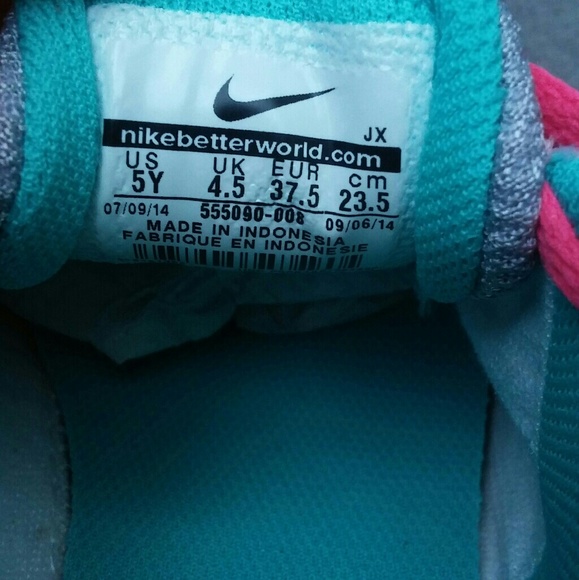 JX
nikebetterworld.com
US UK EUR cm
5Y 4.5 37.5 23.5
07/09/14 555090-008 09/06/14
MADE IN INDONESIA
FABRIQUE EN INDONESIE